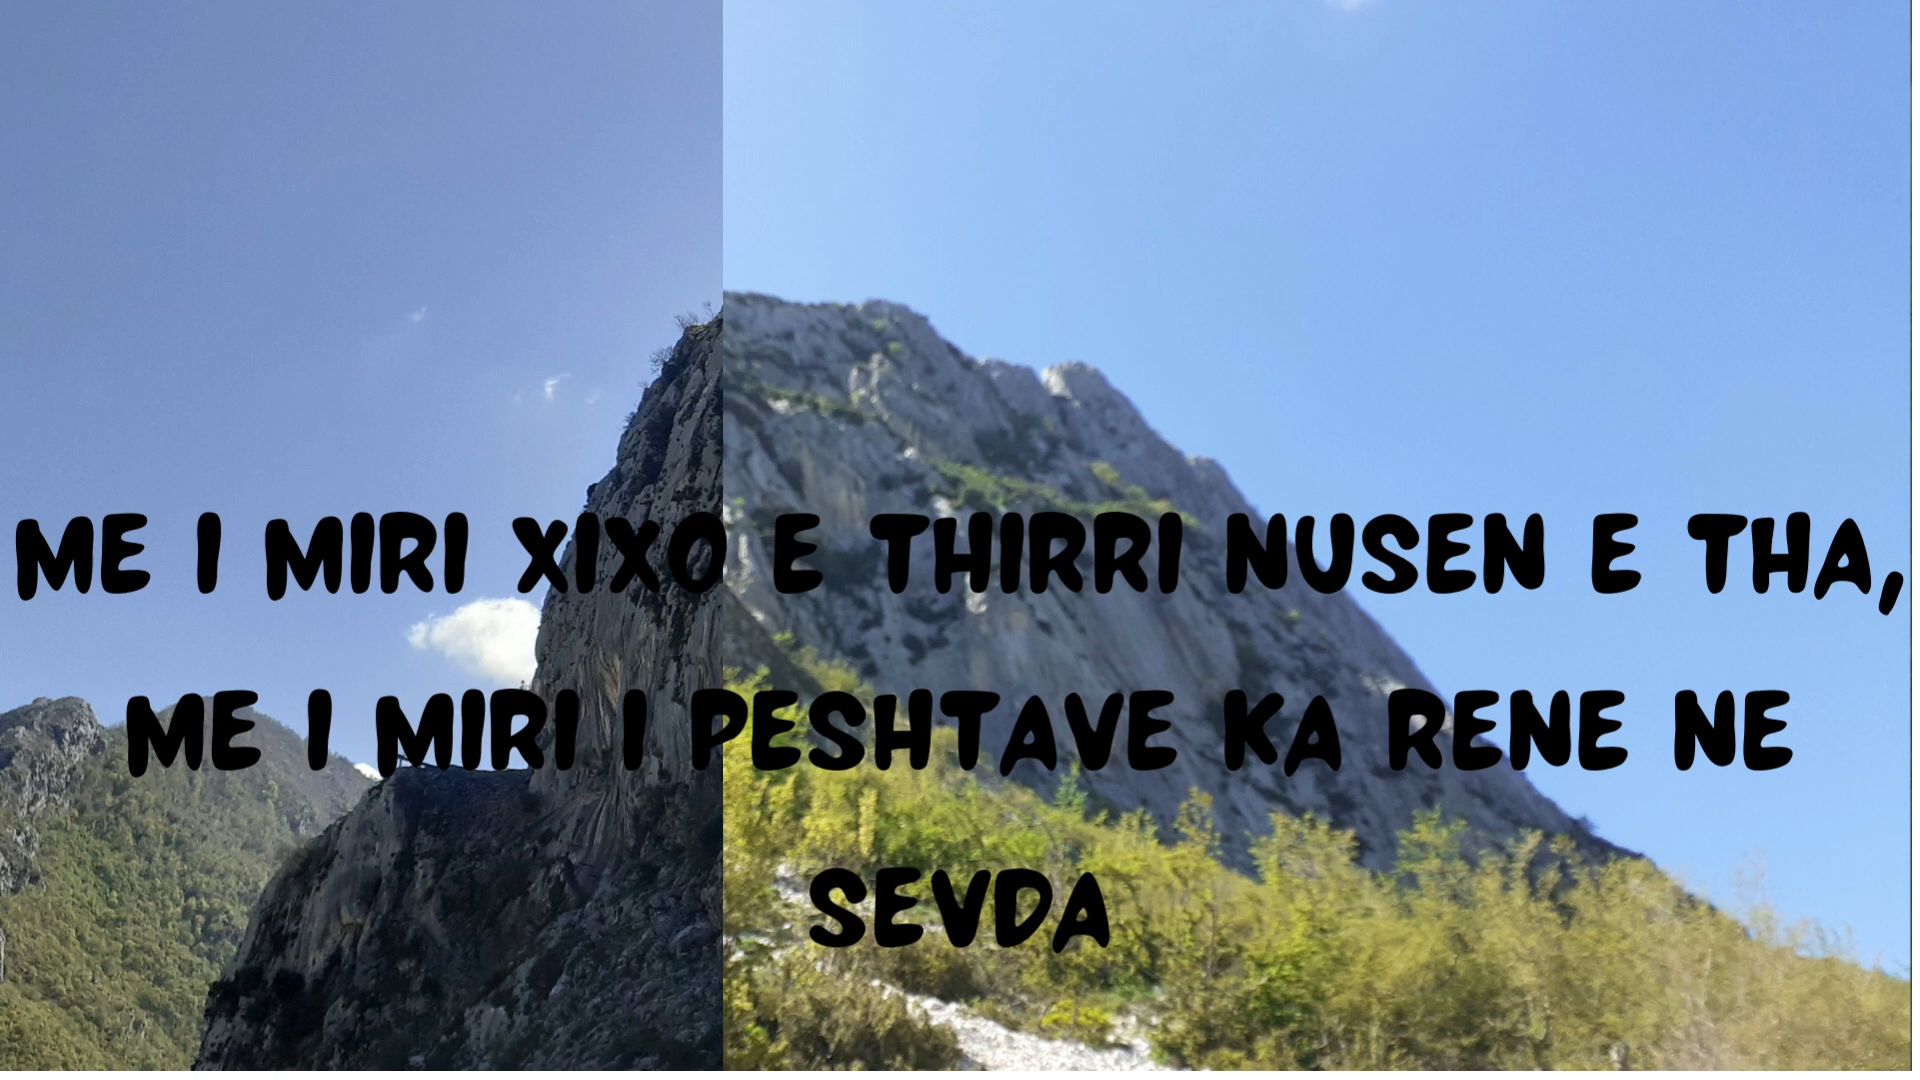 ME I MIRI XIXO E THIRRI NUSEN E THA,
ME I MIRI I PESHTAVE KA RENE NE
SEVDA